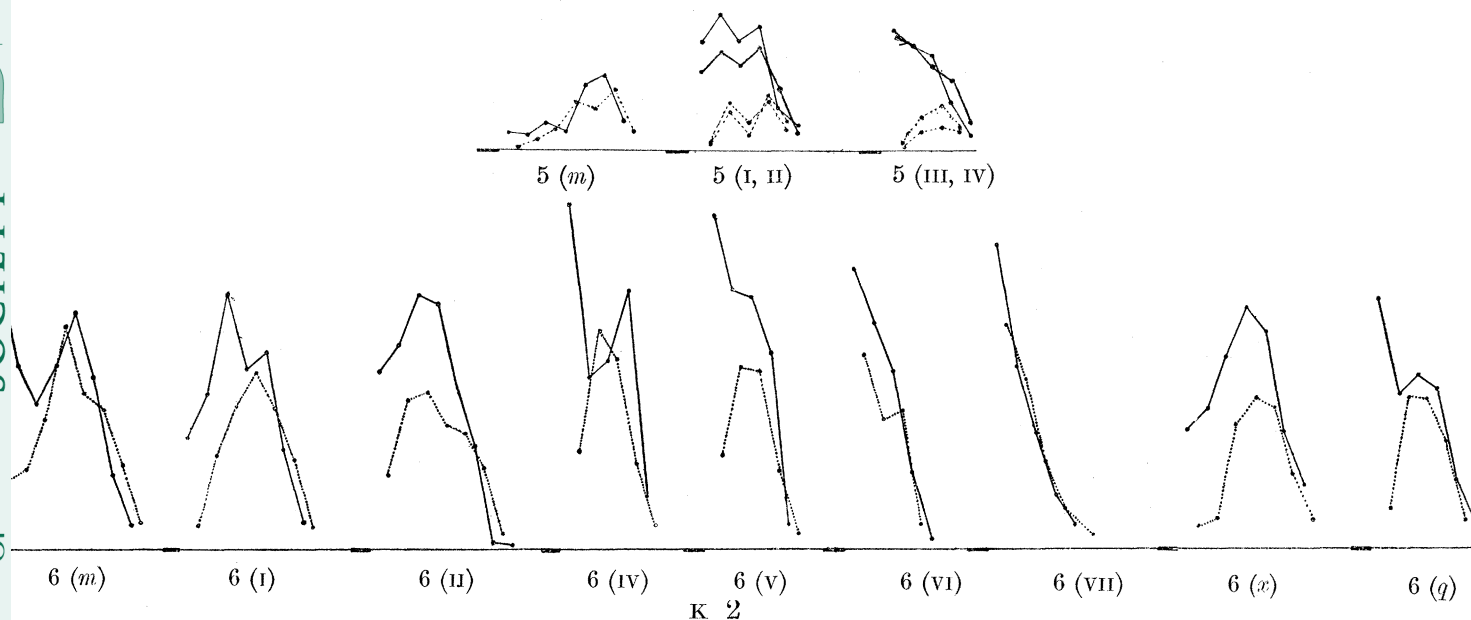 5 (m)
5 (I, II)
5 (III, IV)
6 (m)
6 (I)
6 (II)
6 (IV)
6 (V)
6 (VI)
6 (VII)
6 (x)
6 (q)
K 2
SOCIETY